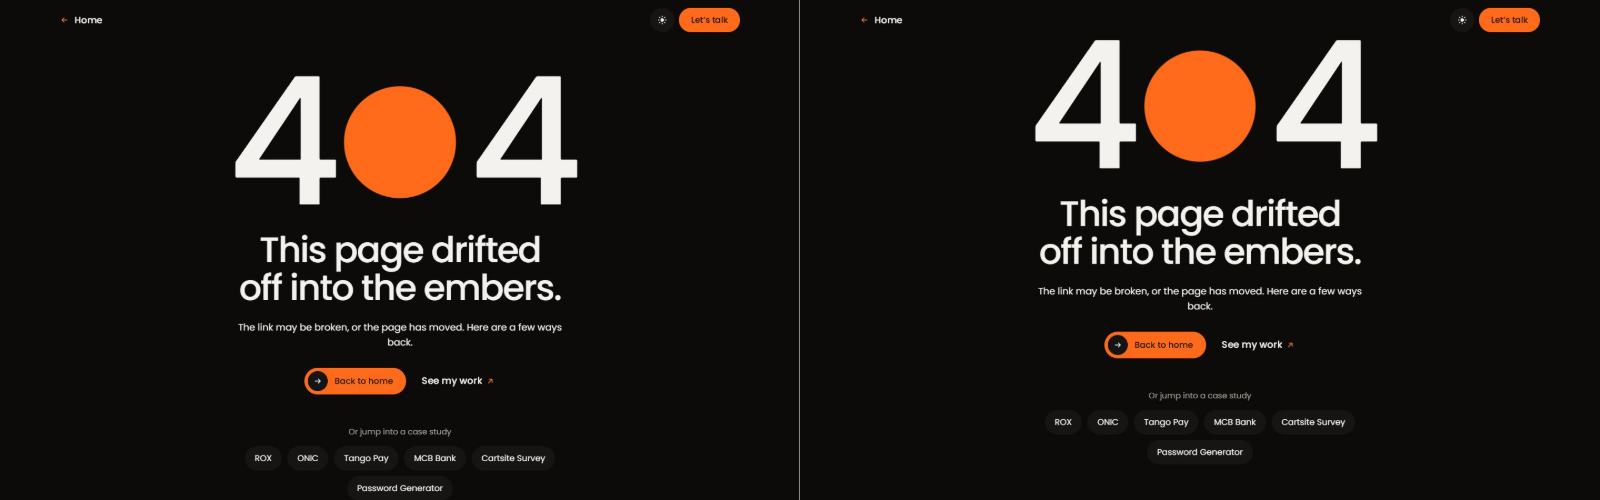 ← Home
Let's talk
404
This page drifted
off into the embers.
The link may be broken, or the page has moved. Here are a few ways
back.
→ Back to home
See my work ↗
Or jump into a case study
ROX ONIC Tango Pay MCB Bank Cartsite Survey
Password Generator
← Home
Let's talk
404
This page drifted
off into the embers.
The link may be broken, or the page has moved. Here are a few ways
back.
→ Back to home
See my work ↗
Or jump into a case study
ROX ONIC Tango Pay MCB Bank Cartsite Survey
Password Generator